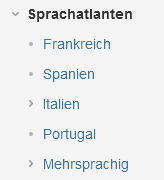 Sprachatlanten
Frankreich
Spanien
Italien
Portugal
Mehrsprachig